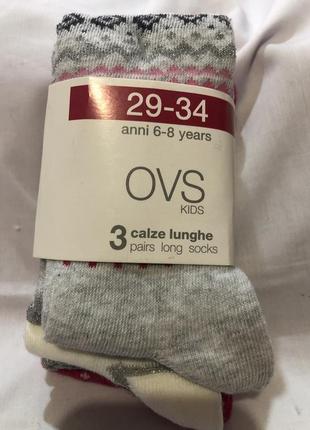 29-34
anni 6-8 years
OVS
KIDS
3 calze lunghe
pairs long socks